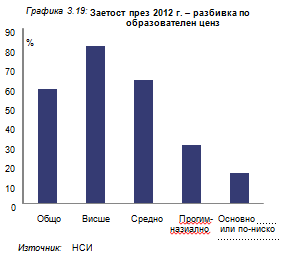 Графика 3.19: Заетост през 2012 г. – разбивка по
образователен ценз
90
%
80
70
60
50
40
30
20
10
0
Общо Висше Средно Прогим- Основно
назиално или по-ниско
Източник: НСИ